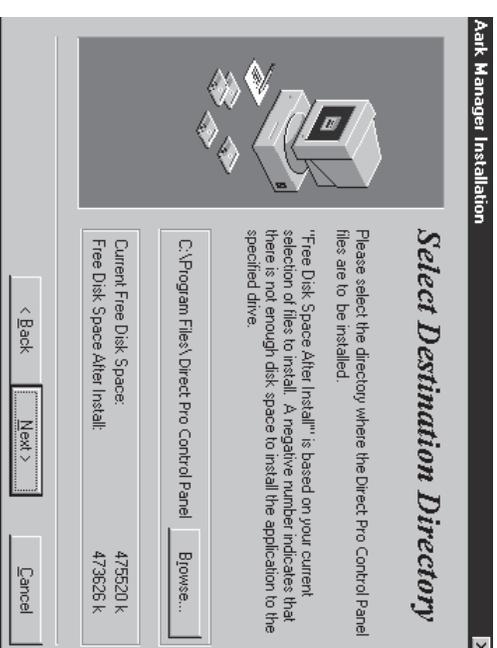 Aark Manager Installation
Select Destination Directory
Please select the directory where the Direct Pro Control Panel
files are to be installed.
"Free Disk Space After Install" is based on your current
selection of files to install.  A negative number indicates that
there is not enough disk space to install the application to the
specified drive.
C:\Program Files\Direct Pro Control Panel
Browse...
Current Free Disk Space: 475520 k
Free Disk Space After Install: 473626 k
< Back
Next >
Cancel